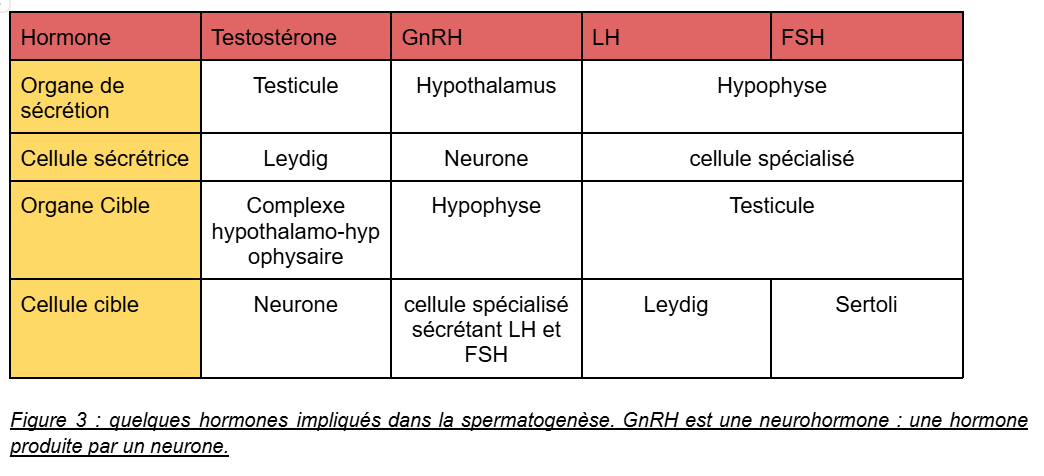 Hormone Testostérone GnRH LH FSH
Organe de Testicule Hypothalamus Hypophyse
sécrétion
Cellule sécrétrice Leydig Neurone cellule spécialisé
Organe Cible Complexe Hypophyse Testicule
hypothalamo-hyp
ophysaire
Cellule cible Neurone cellule spécialisé Leydig Sertoli
sécrétant LH et
FSH
Figure 3 : quelques hormones impliqués dans la spermatogenèse. GnRH est une neurohormone : une hormone
produite par un neurone.